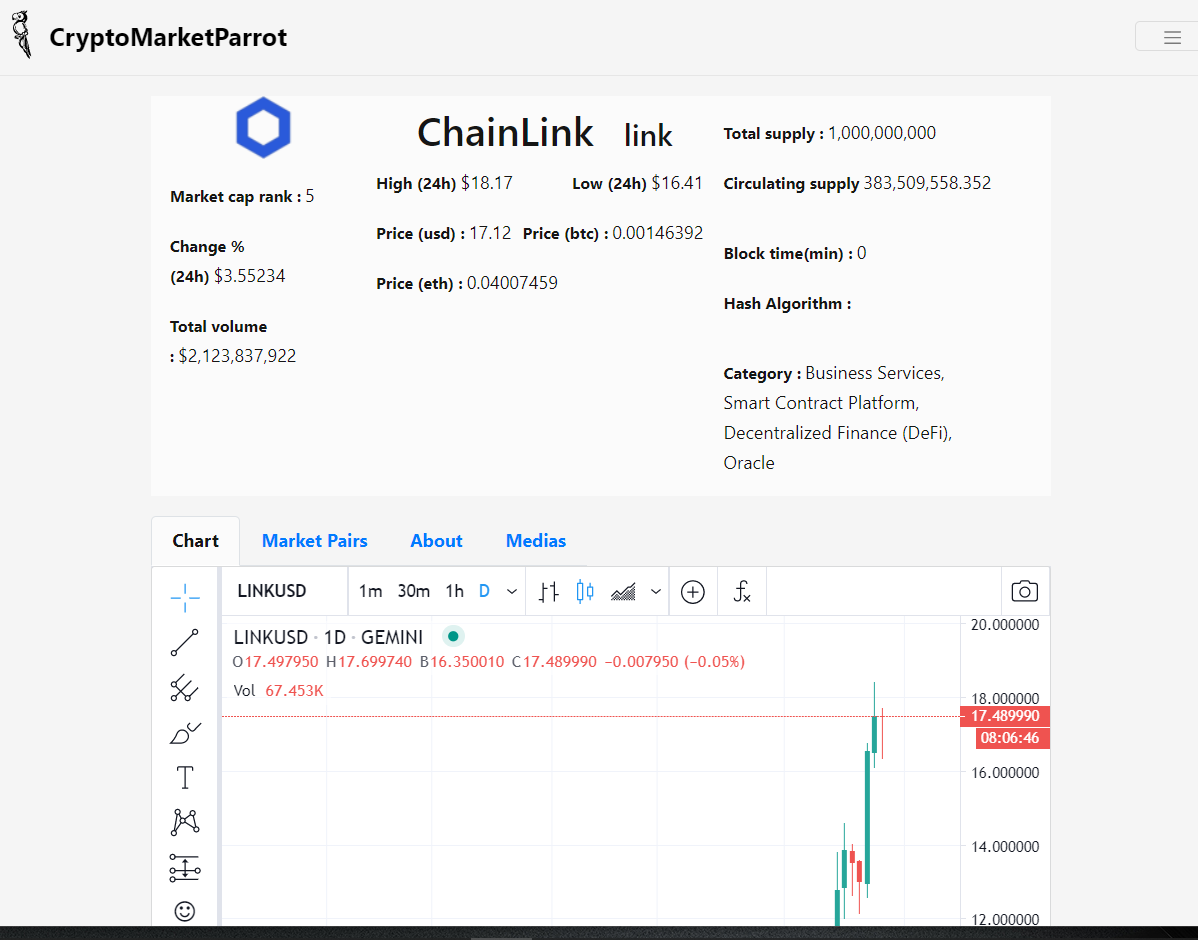 CryptoMarketParrot
ChainLink link
Market cap rank : 5
Change %
(24h) $3.55234
Total volume
: $2,123,837,922
High (24h) $18.17 Low (24h) $16.41
Price (usd) : 17.12 Price (btc) : 0.00146392
Price (eth) : 0.04007459
Total supply : 1,000,000,000
Circulating supply 383,509,558.352
Block time(min) : 0
Hash Algorithm :
Category : Business Services,
Smart Contract Platform,
Decentralized Finance (DeFi),
Oracle
Chart Market Pairs About Medias
LINKUSD 1m 30m 1h D
LINKUSD · 1D · GEMINI
O17.497950 H17.699740 B16.350010 C17.489990 −0.007950 (−0.05%)
Vol 67.453K
20.000000
18.000000
17.489990
08:06:46
16.000000
14.000000
12.000000